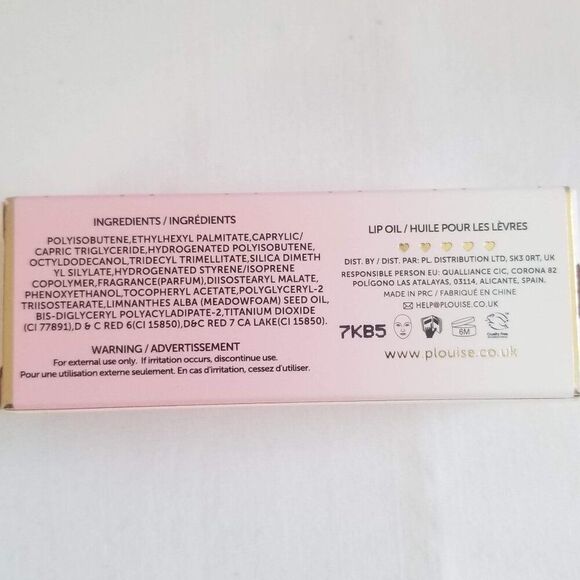 INGREDIENTS / INGRÉDIENTS
POLYISOBUTENE,ETHYLHEXYL PALMITATE,CAPRYLIC/
CAPRIC TRIGLYCERIDE,HYDROGENATED POLYISOBUTENE,
OCTYLDODECANOL,TRIDECYL TRIMELLITATE,SILICA DIMETH
YL SILYLATE,HYDROGENATED STYRENE/ISOPRENE
COPOLYMER,FRAGRANCE(PARFUM),DIISOSTEARYL MALATE,
PHENOXYETHANOL,TOCOPHERYL ACETATE,POLYGLYCERYL-2
TRIISOSTEARATE,LIMNANTHES ALBA (MEADOWFOAM) SEED OIL,
BIS-DIGLYCERYL POLYACYLADIPATE-2,TITANIUM DIOXIDE
(CI 77891),D & C RED 6(CI 15850),D&C RED 7 CA LAKE(CI 15850).
WARNING / ADVERTISSEMENT
For external use only. If irritation occurs, discontinue use.
Pour une utilisation externe seulement. En cas d'irritation, cessez d'utiliser.
LIP OIL / HUILE POUR LES LÈVRES
DIST. BY / DIST. PAR: PL. DISTRIBUTION LTD, SK3 0RT, UK
RESPONSIBLE PERSON EU: QUALLIANCE CIC, CORONA 82
POLÍGONO LAS ATALAYAS, 03114, ALICANTE, SPAIN.
MADE IN PRC / FABRIQUÉ EN CHINE
HELP@PLOUISE.CO.UK
7KB5
6M
Cruelty Free
www.plouise.co.uk